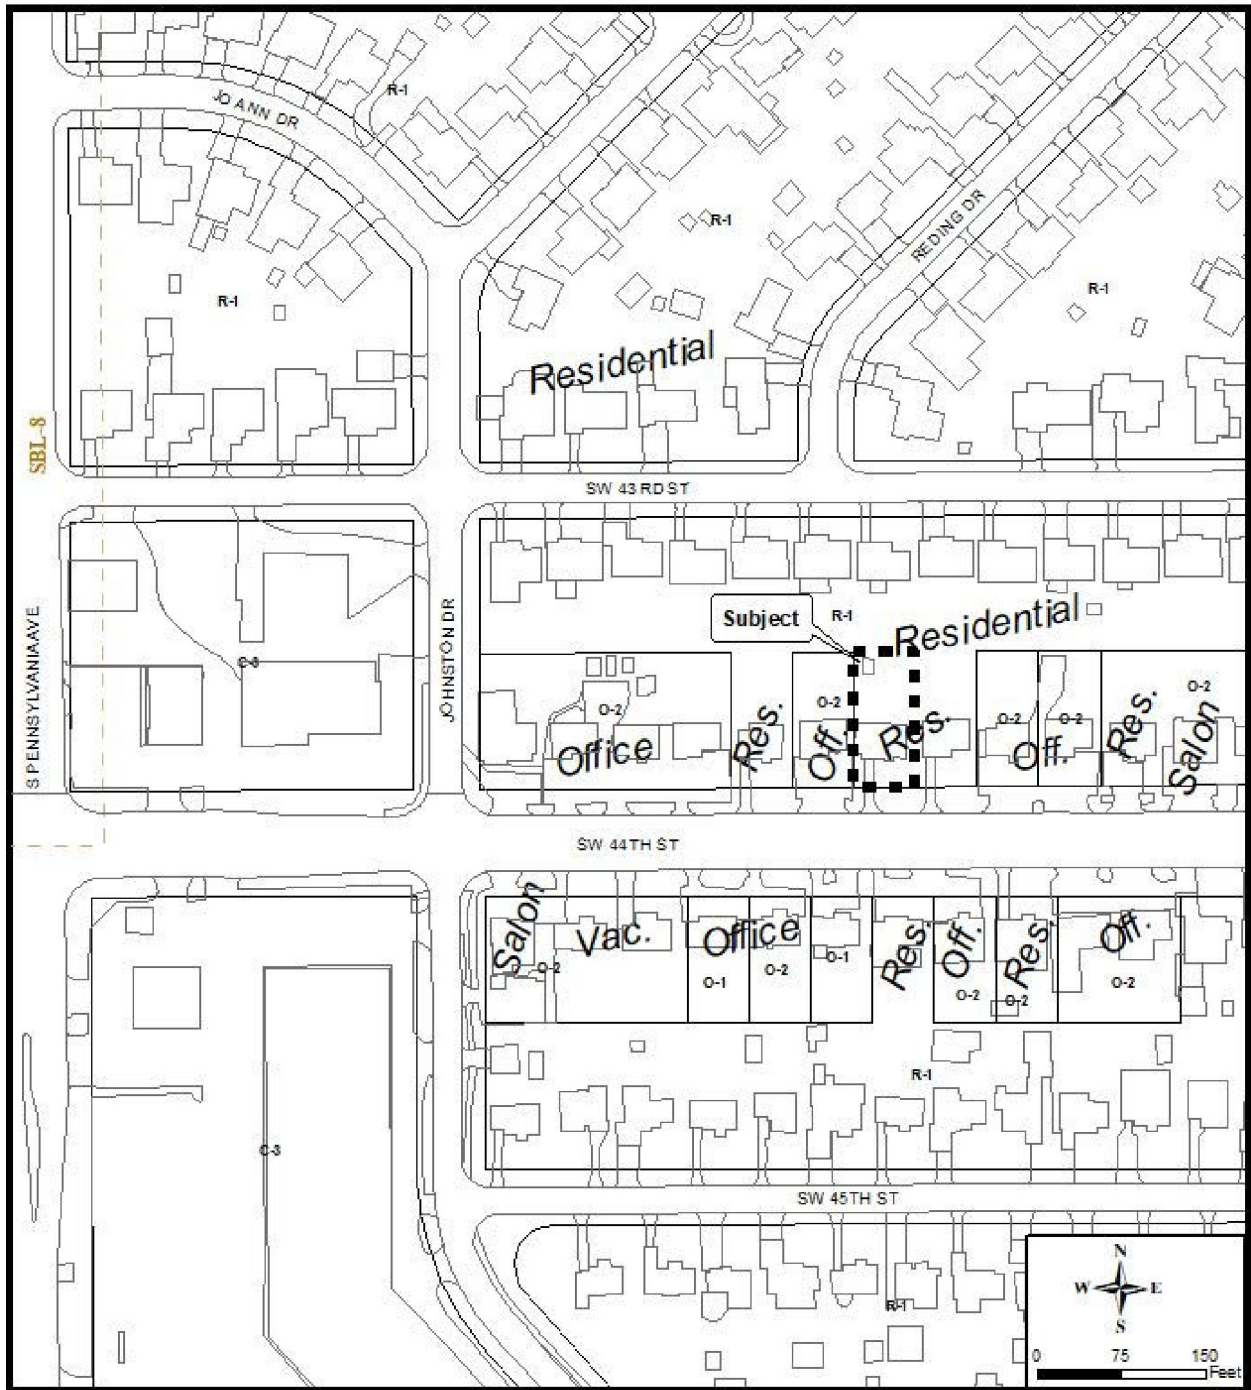 R-1
JO ANN DR
R-1
REDING DR
R-1
R-1
Residential
SBL-8
SW 43RD ST
S PENNSYLVANIA AVE
JOHNSTON DR
C-3
Subject
R-1
Residential
O-2
Office
Res.
O-2
Off.
Res.
O-2
O-2
Off.
Res.
O-2
Salon
SW 44TH ST
Salon
O-2
Vac.
Office
O-1
O-2
O-1
Res.
Off.
O-2
Res.
O-2
Off.
O-2
R-1
C-3
SW 45TH ST
R-1
N
W E
S
0 75 150
Feet